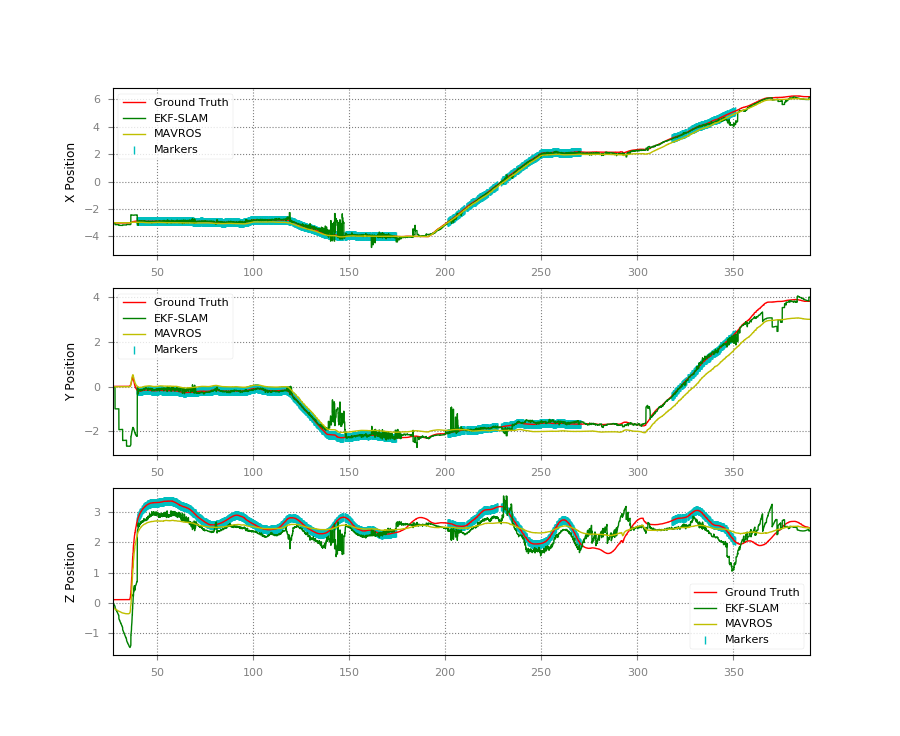 6
4
2
0
−2
−4
X Position
Ground Truth
EKF-SLAM
MAVROS
Markers
50 100 150 200 250 300 350
4
2
0
−2
Y Position
Ground Truth
EKF-SLAM
MAVROS
Markers
50 100 150 200 250 300 350
3
2
1
0
−1
Z Position
Ground Truth
EKF-SLAM
MAVROS
Markers
50 100 150 200 250 300 350